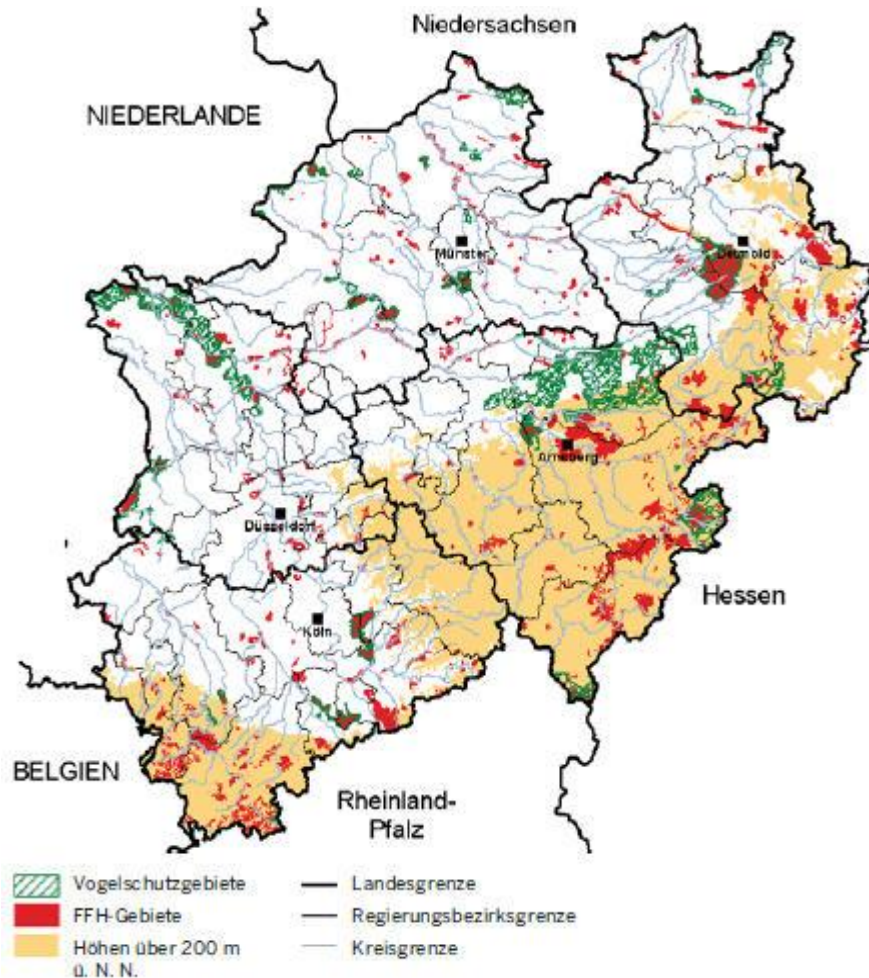 Niedersachsen
NIEDERLANDE
Münster
Detmold
Arnsberg
Düsseldorf
Hessen
Köln
BELGIEN
Rheinland-
Pfalz
Vogelschutzgebiete
FFH-Gebiete
Höhen über 200 m
ü. N. N.
Landesgrenze
Regierungsbezirksgrenze
Kreisgrenze